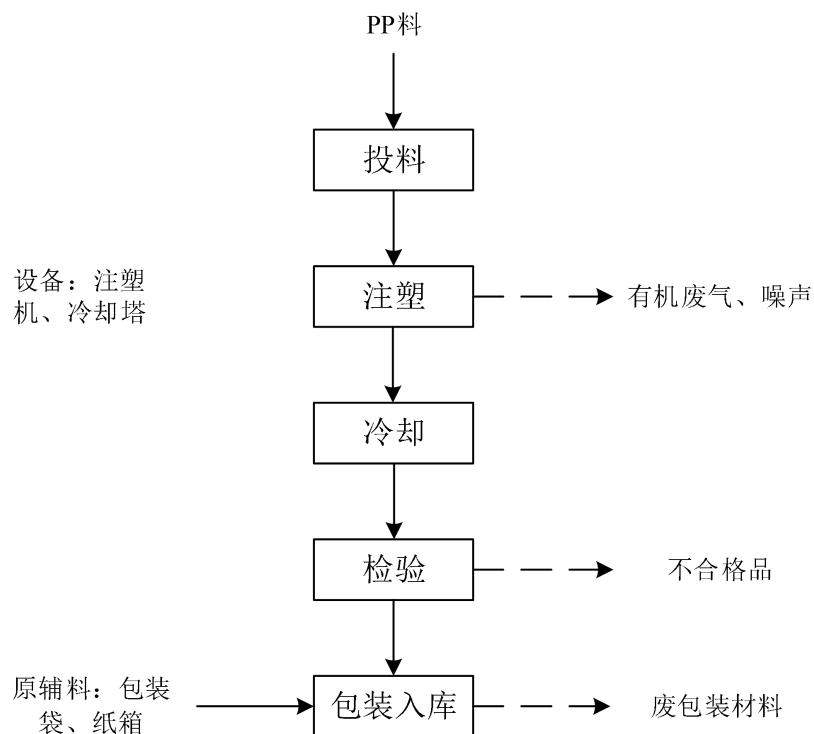 PP料
投料
设备：注塑
机、冷却塔
注塑
有机废气、噪声
冷却
检验
不合格品
原辅料：包装
袋、纸箱
包装入库
废包装材料